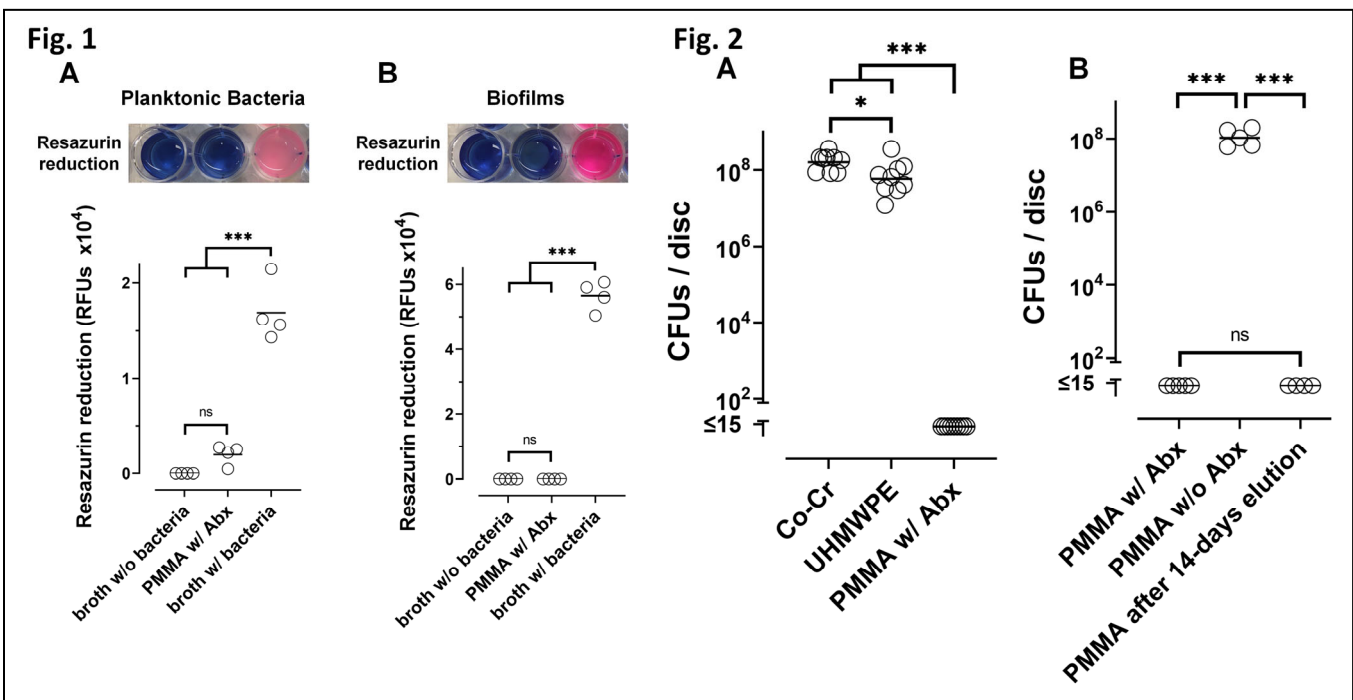 Fig. 1
A
Planktonic Bacteria
Resazurin
reduction
Resazurin reduction (RFUs x10⁴)
***
2
1
0
ns
broth w/o bacteria
PMMA w/ Abx
broth w/ bacteria
B
Biofilms
Resazurin
reduction
Resazurin reduction (RFUs x10⁴)
***
6
4
2
0
ns
broth w/o bacteria
PMMA w/ Abx
broth w/ bacteria
Fig. 2
A
***
*
CFUs / disc
10⁸
10⁶
10⁴
10²
≤15
Co-Cr
UHMWPE
PMMA w/ Abx
B
*** ***
CFUs / disc
10⁸
10⁶
10⁴
10²
≤15
ns
PMMA w/ Abx
PMMA w/o Abx
PMMA after 14-days elution